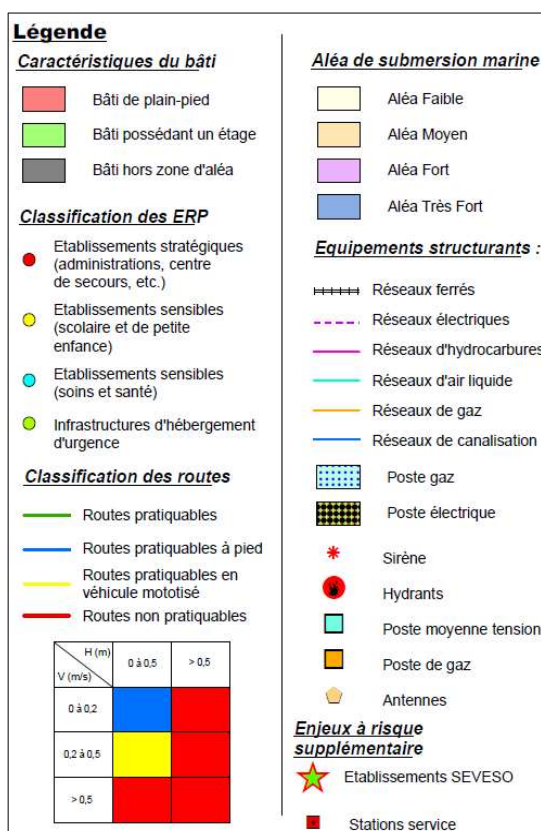 Légende
Caractéristiques du bâti
Bâti de plain-pied
Bâti possédant un étage
Bâti hors zone d'aléa
Classification des ERP
Etablissements stratégiques
(administrations, centre
de secours, etc.)
Etablissements sensibles
(scolaire et de petite
enfance)
Etablissements sensibles
(soins et santé)
Infrastructures d'hébergement
d'urgence
Classification des routes
Routes pratiquables
Routes pratiquables à pied
Routes pratiquables en
véhicule mototisé
Routes non pratiquables
H (m)
V (m/s)
0 à 0,5
> 0,5
0 à 0,2
0,2 à 0,5
> 0,5
Aléa de submersion marine
Aléa Faible
Aléa Moyen
Aléa Fort
Aléa Très Fort
Equipements structurants :
Réseaux ferrés
Réseaux électriques
Réseaux d'hydrocarbures
Réseaux d'air liquide
Réseaux de gaz
Réseaux de canalisation
Poste gaz
Poste électrique
Sirène
Hydrants
Poste moyenne tension
Poste de gaz
Antennes
Enjeux à risque
supplémentaire
Etablissements SEVESO
Stations service